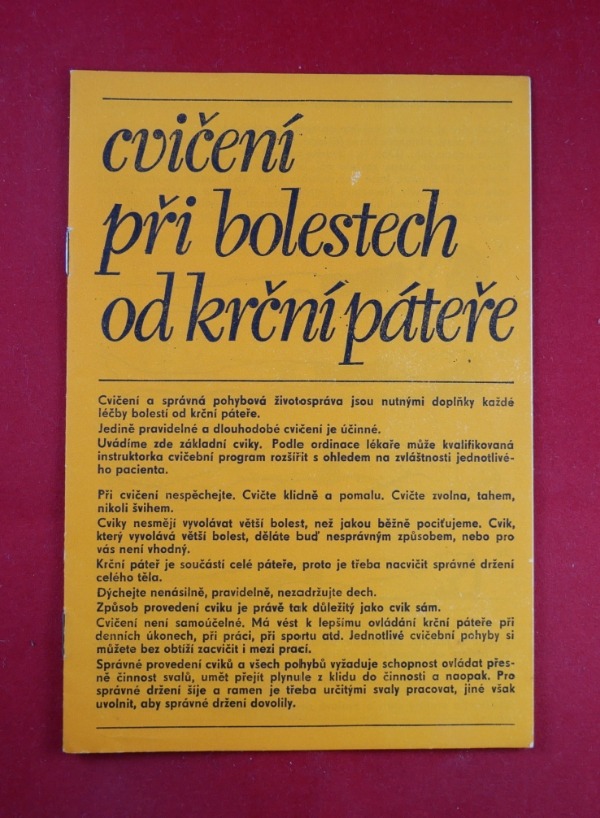 cvičení
při bolestech
od krční páteře
Cvičení a správná pohybová životospráva jsou nutnými doplňky každé
léčby bolestí od krční páteře.
Jedině pravidelné a dlouhodobé cvičení je účinné.
Uvádíme zde základní cviky. Podle ordinace lékaře může kvalifikovaná
instruktorka cvičební program rozšířit s ohledem na zvláštnosti jednotlivé-
ho pacienta.
Při cvičení nespěchejte. Cvičte klidně a pomalu. Cvičte zvolna, tahem,
nikoli švihem.
Cviky nesmějí vyvolávat větší bolest, než jakou běžně pociťujeme. Cvik,
který vyvolává větší bolest, děláte buď nesprávným způsobem, nebo pro
vás není vhodný.
Krční páteř je součástí celé páteře, proto je třeba nacvičit správné držení
celého těla.
Dýchejte nenásilně, pravidelně, nezadržujte dech.
Způsob provedení cviku je právě tak důležitý jako cvik sám.
Cvičení není samoúčelné. Má vést k lepšímu ovládání krční páteře při
denních úkonech, při práci, při sportu atd. Jednotlivé cvičební pohyby si
můžete bez obtíží zacvičit i mezi prací.
Správné provedení cviků a všech pohybů vyžaduje schopnost ovládat přes-
ně činnost svalů, umět přejít plynule z klidu do činnosti a naopak. Pro
správné držení šíje a ramen je třeba určitými svaly pracovat, jiné však
uvolnit, aby správné držení dovolily.